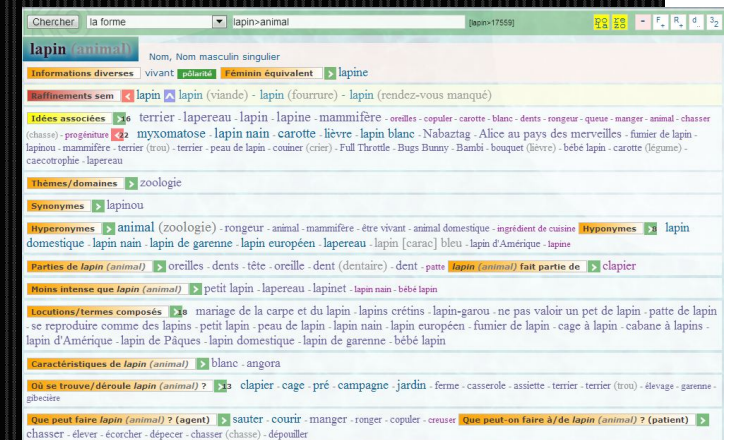 Chercher la forme lapin>animal [lapin>17559] po la re zo - F+ R+ d.. 32
lapin (animal) Nom, Nom masculin singulier
Informations diverses vivant pôlarité Féminin équivalent > lapine
Raffinements sem < lapin ^ lapin (viande) - lapin (fourrure) - lapin (rendez-vous manqué)
Idées associées >16 terrier - lapereau - lapin - lapine - mammifère - oreilles - copuler - carotte - blanc - dents - rongeur - queue - manger - animal - chasser
(chasse) - progéniture <22 myxomatose - lapin nain - carotte - lièvre - lapin blanc - Nabaztag - Alice au pays des merveilles - fumier de lapin -
lapinou - mammifère - terrier (trou) - terrier - peau de lapin - couiner (crier) - Full Throttle - Bugs Bunny - Bambi - bouquet (lièvre) - bébé lapin - carotte (légume) -
caecotrophie - lapereau
Thèmes/domaines > zoologie
Synonymes > lapinou
Hyperonymes > animal (zoologie) - rongeur - animal - mammifère - être vivant - animal domestique - ingrédient de cuisine Hyponymes >8 lapin
domestique - lapin nain - lapin de garenne - lapin européen - lapereau - lapin [carac] bleu - lapin d'Amérique - lapine
Parties de lapin (animal) > oreilles - dents - tête - oreille - dent (dentaire) - dent - patte lapin (animal) fait partie de > clapier
Moins intense que lapin (animal) > petit lapin - lapereau - lapinet - lapin nain - bébé lapin
Locutions/termes composés >18 mariage de la carpe et du lapin - lapins crétins - lapin-garou - ne pas valoir un pet de lapin - patte de lapin
- se reproduire comme des lapins - petit lapin - peau de lapin - lapin nain - lapin européen - fumier de lapin - cage à lapin - cabane à lapins -
lapin d'Amérique - lapin de Pâques - lapin domestique - lapin de garenne - bébé lapin
Caractéristiques de lapin (animal) > blanc - angora
Où se trouve/déroule lapin (animal) ? >13 clapier - cage - pré - campagne - jardin - ferme - casserole - assiette - terrier - terrier (trou) - élevage - garenne -
gibecière
Que peut faire lapin (animal) ? (agent) > sauter - courir - manger - ronger - copuler - creuser Que peut-on faire à/de lapin (animal) ? (patient) >
chasser - élever - écorcher - dépecer - chasser (chasse) - dépouiller